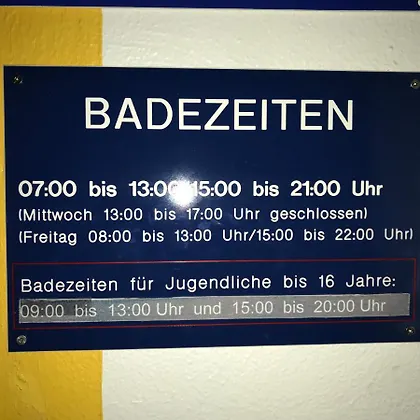 BADEZEITEN
07:00 bis 13:00/15:00 bis 21:00 Uhr
(Mittwoch 13:00 bis 17:00 Uhr geschlossen)
(Freitag 08:00 bis 13:00 Uhr/15:00 bis 22:00 Uhr)
Badezeiten für Jugendliche bis 16 Jahre:
09:00 bis 13:00 Uhr und 15:00 bis 20:00 Uhr